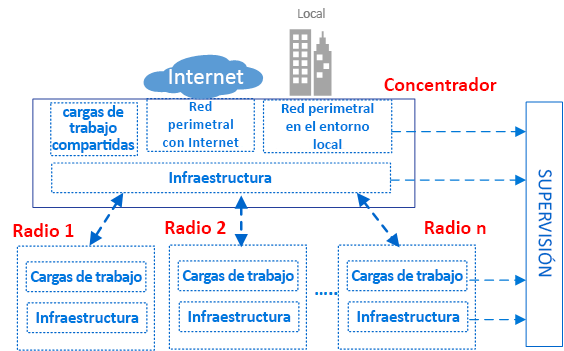 Local
Internet
Concentrador
cargas de
trabajo
compartidas
Red
perimetral
con Internet
Red perimetral
en el entorno
local
Infraestructura
SUPERVISIÓN
Radio 1
Radio 2
Radio n
Cargas de trabajo
Infraestructura
Cargas de trabajo
Infraestructura
.....
Cargas de trabajo
Infraestructura